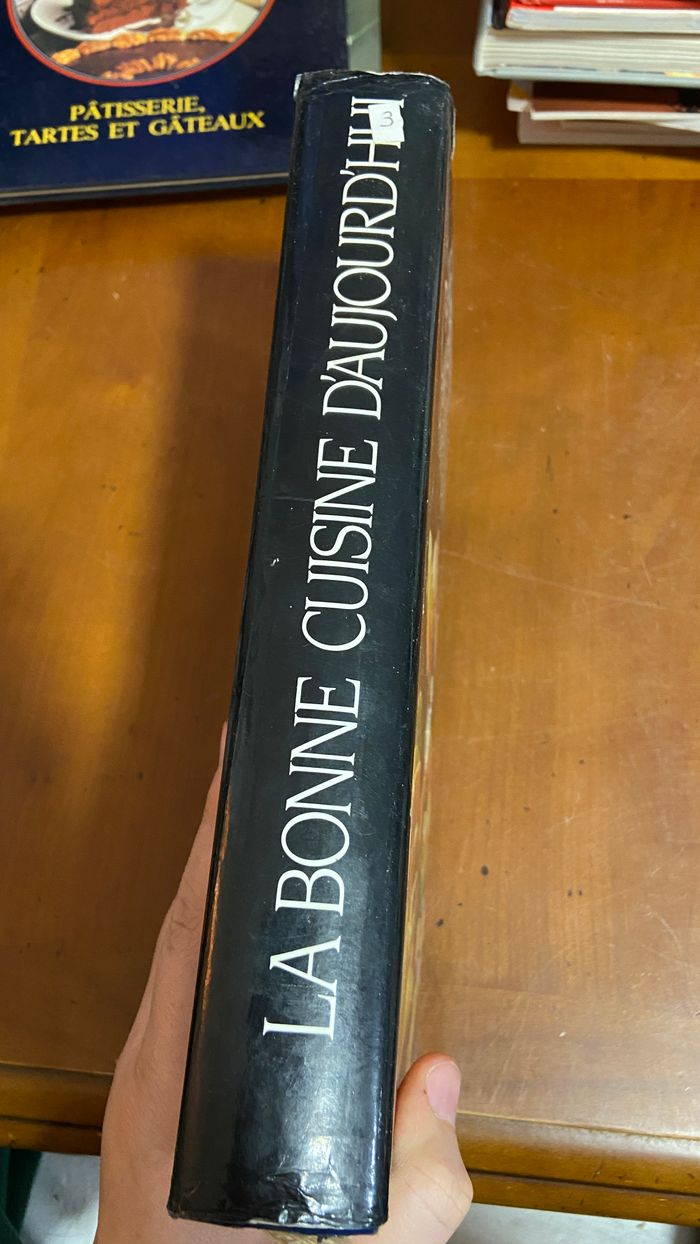 PÂTISSERIE,
TARTES ET GÂTEAUX
LA BONNE CUISINE D'AUJOURD'HUI
3